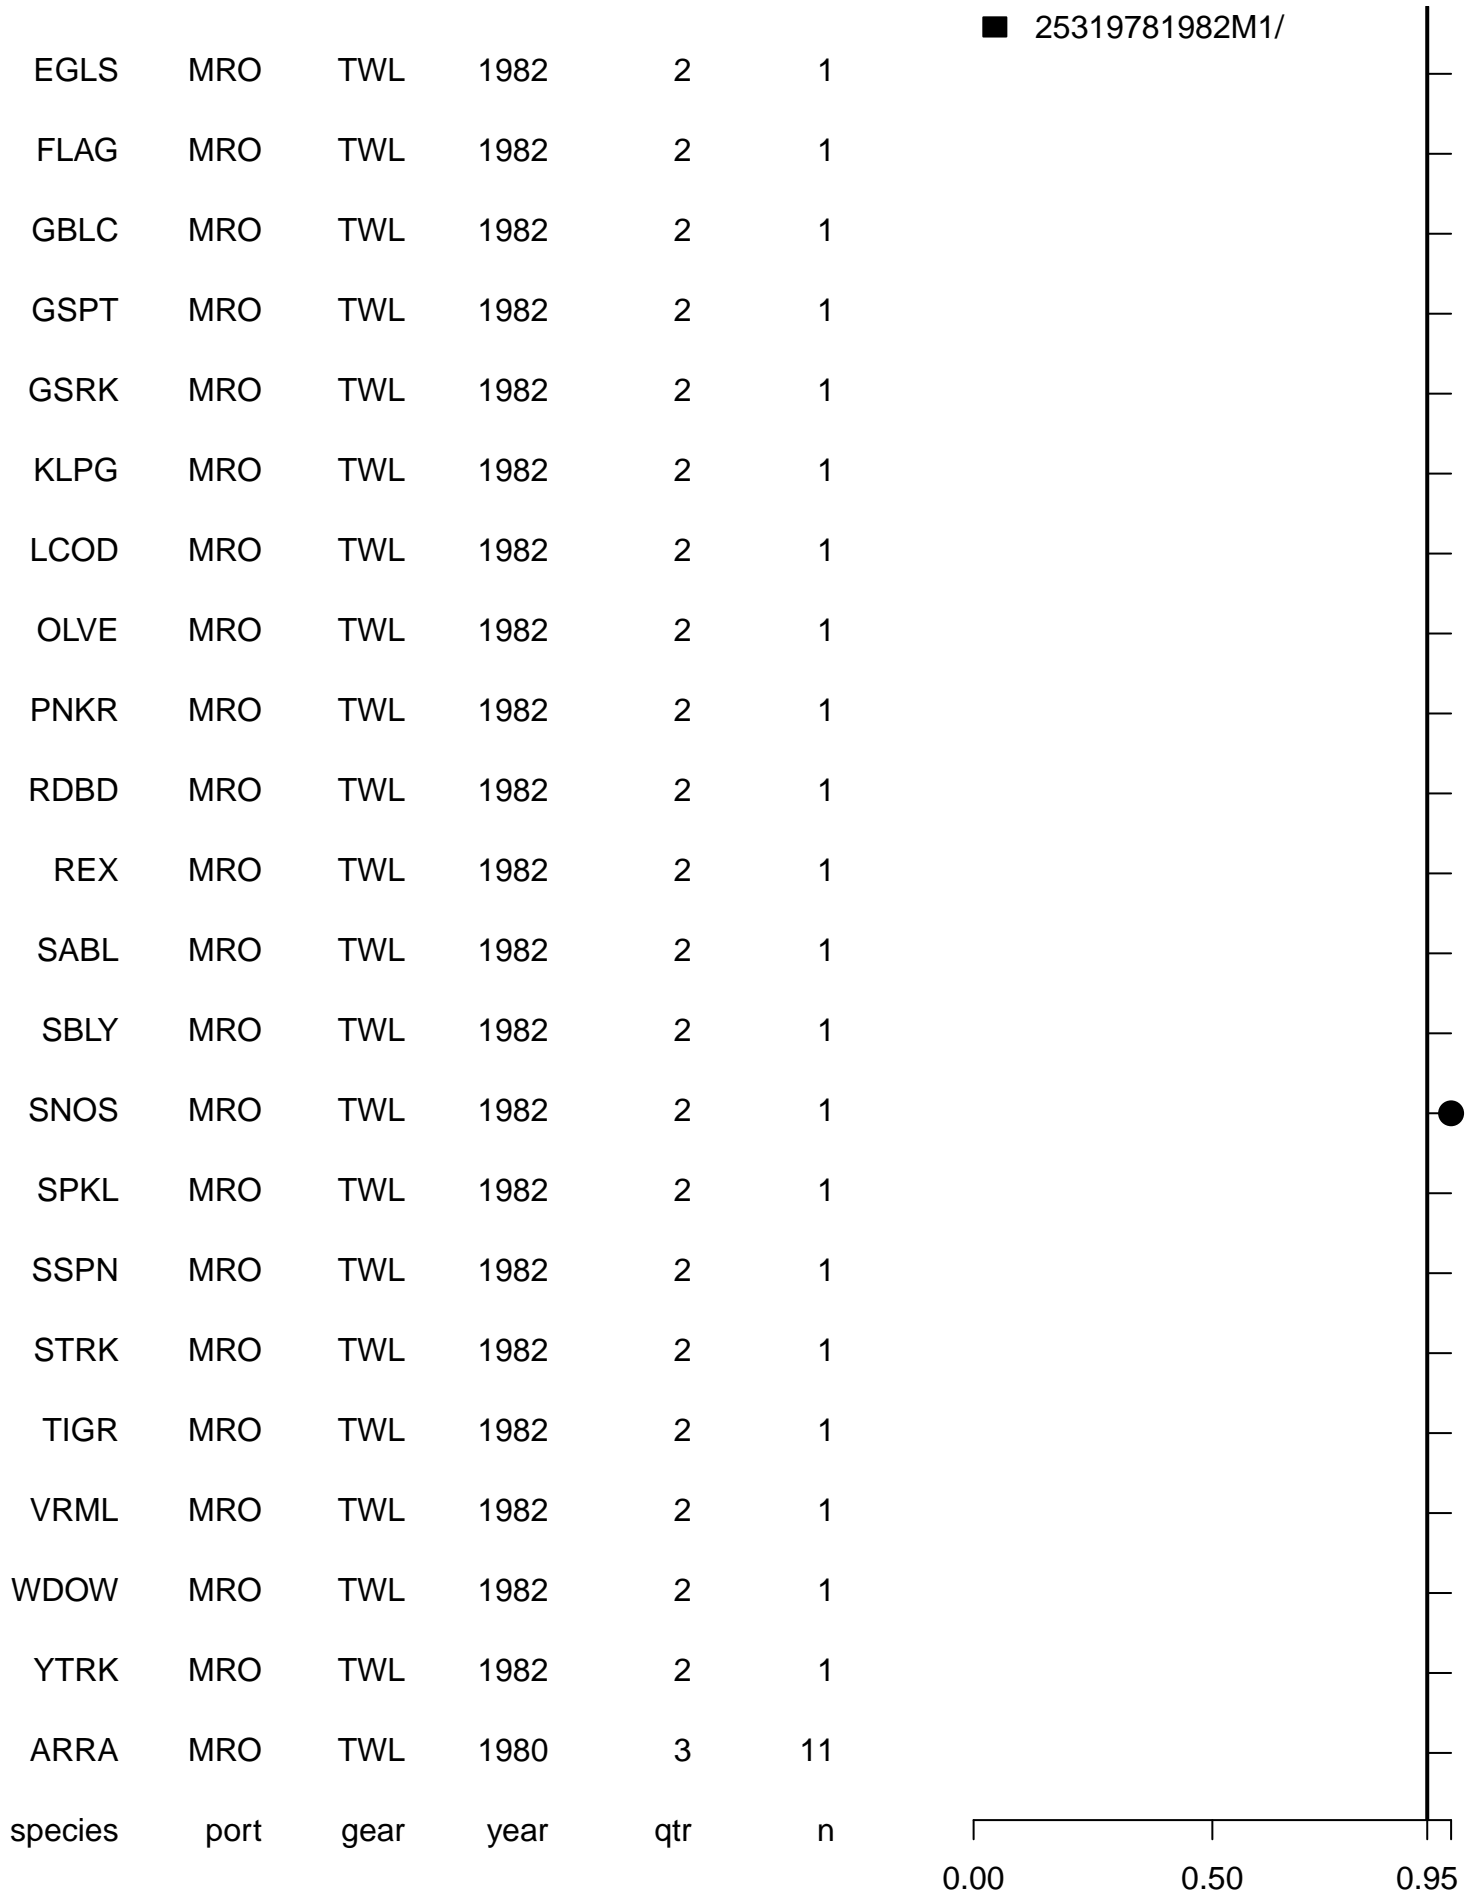 25319781982M1/
EGLS MRO TWL 1982 2 1
FLAG MRO TWL 1982 2 1
GBLC MRO TWL 1982 2 1
GSPT MRO TWL 1982 2 1
GSRK MRO TWL 1982 2 1
KLPG MRO TWL 1982 2 1
LCOD MRO TWL 1982 2 1
OLVE MRO TWL 1982 2 1
PNKR MRO TWL 1982 2 1
RDBD MRO TWL 1982 2 1
REX MRO TWL 1982 2 1
SABL MRO TWL 1982 2 1
SBLY MRO TWL 1982 2 1
SNOS MRO TWL 1982 2 1
SPKL MRO TWL 1982 2 1
SSPN MRO TWL 1982 2 1
STRK MRO TWL 1982 2 1
TIGR MRO TWL 1982 2 1
VRML MRO TWL 1982 2 1
WDOW MRO TWL 1982 2 1
YTRK MRO TWL 1982 2 1
ARRA MRO TWL 1980 3 11
species port gear year qtr n
0.00 0.50 0.95